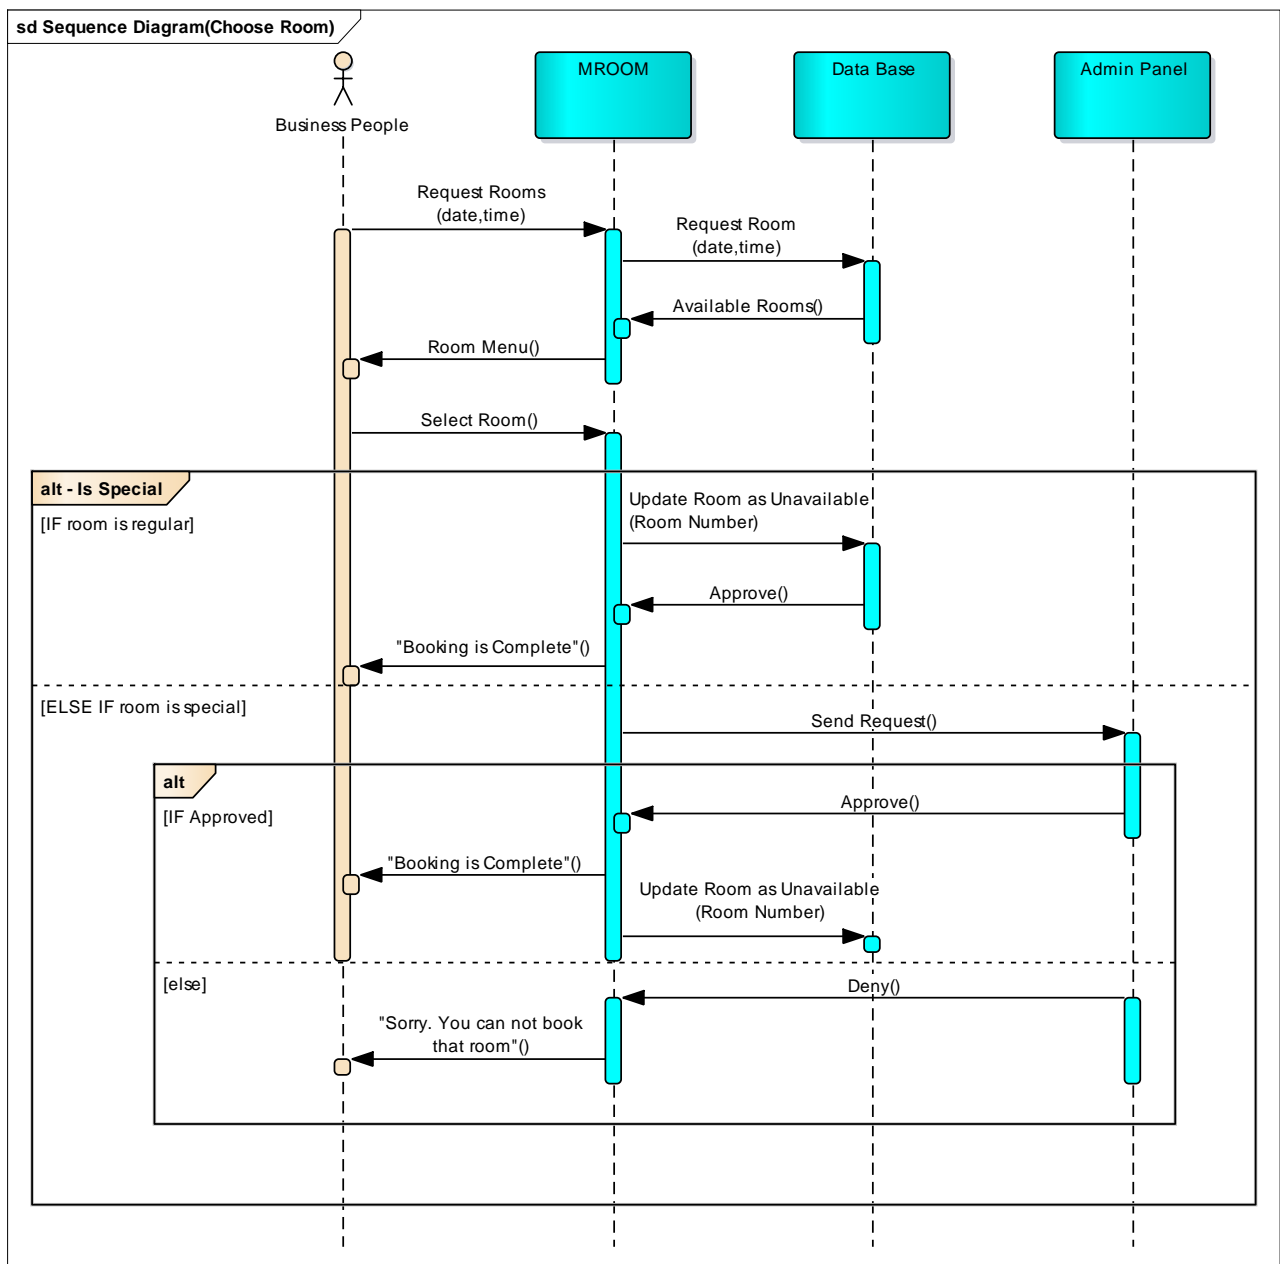 sd Sequence Diagram(Choose Room)
Business People
MROOM
Data Base
Admin Panel
Request Rooms
(date,time)
Request Room
(date,time)
Available Rooms()
Room Menu()
Select Room()
alt - Is Special
[IF room is regular]
Update Room as Unavailable
(Room Number)
Approve()
"Booking is Complete"()
[ELSE IF room is special]
Send Request()
alt
[IF Approved]
Approve()
"Booking is Complete"()
Update Room as Unavailable
(Room Number)
[else]
Deny()
"Sorry. You can not book
that room"()